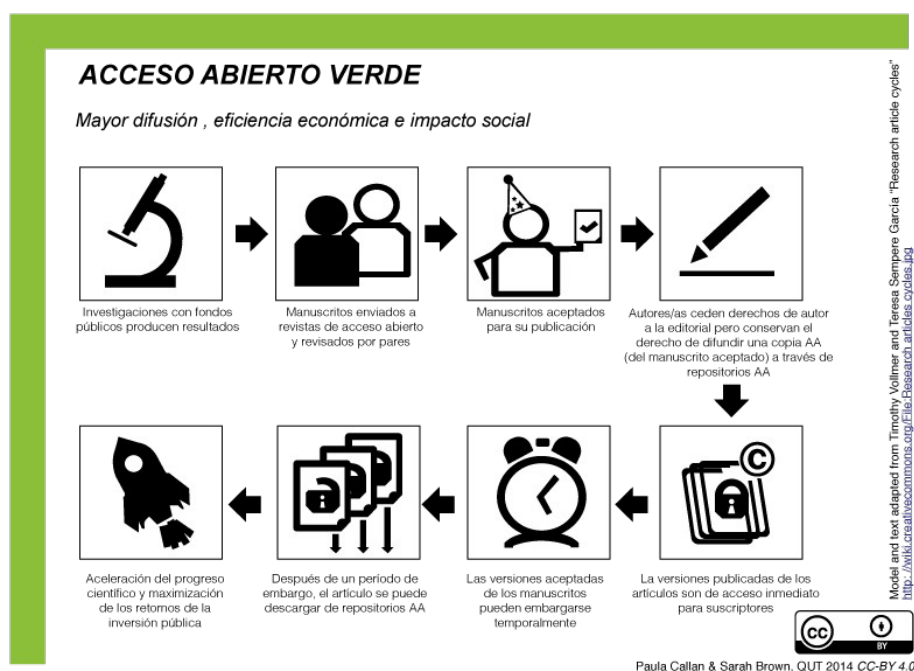 ACCESO ABIERTO VERDE
Mayor difusión , eficiencia económica e impacto social
Investigaciones con fondos
públicos producen resultados
Manuscritos enviados a
revistas de acceso abierto
y revisados por pares
Manuscritos aceptados
para su publicación
Autores/as ceden derechos de autor
a la editorial pero conservan el
derecho de difundir una copia AA
(del manuscrito aceptado) a través de
repositorios AA
©
La versiones publicadas de los
artículos son de acceso inmediato
para suscriptores
Las versiones aceptadas
de los manuscritos
pueden embargarse
temporalmente
Después de un período de
embargo, el artículo se puede
descargar de repositorios AA
Aceleración del progreso
científico y maximización
de los retornos de la
inversión pública
Model and text adapted from Timothy Vollmer and Teresa Sempere Garcia "Research article cycles"
http: //wiki.creativecommons.org/File:Research articles cycles.jpg
cc
BY
Paula Callan & Sarah Brown. QUT 2014 CC-BY 4.0